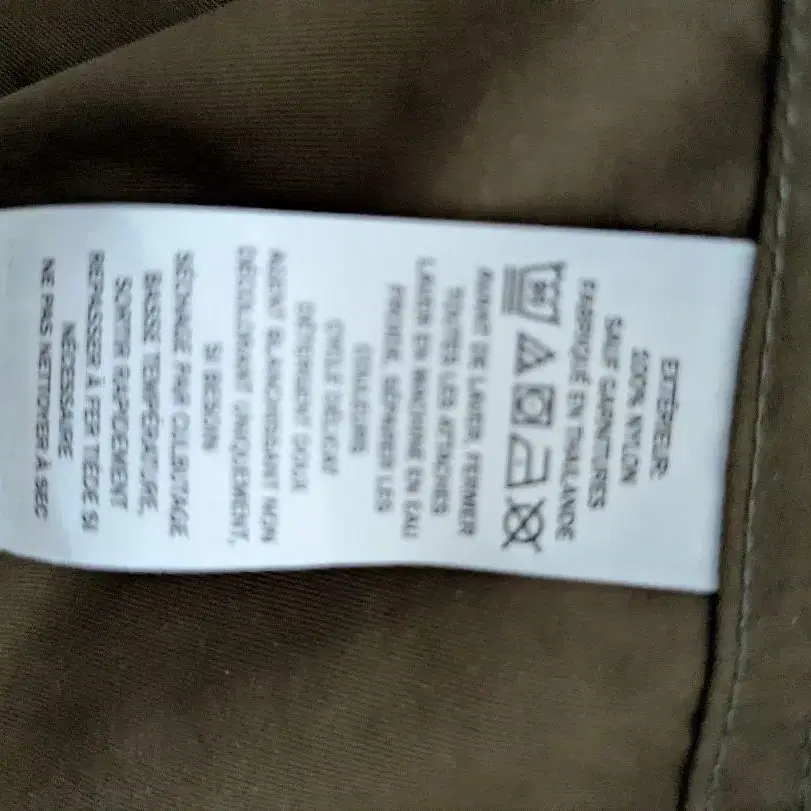 EXTÉRIEUR
100% NYLON
SAUF GARNITURES
FABRIQUÉ EN THAÏLANDE
AVANT DE LAVER, FERMER
TOUTES LES ATTACHES
LAVER EN MACHINE EN EAU
FROIDE, SÉPARER LES
COULEURS
CYCLE DÉLICAT
DÉTERGENT DOUX
AGENT BLANCHISSANT NON
DÉCOLORANT UNIQUEMENT,
SI BESOIN
SÉCHAGE PAR CULBUTAGE
BASSE TEMPÉRATURE,
SORTIR RAPIDEMENT
REPASSER À FER TIÈDE SI
NÉCESSAIRE
NE PAS NETTOYER À SEC